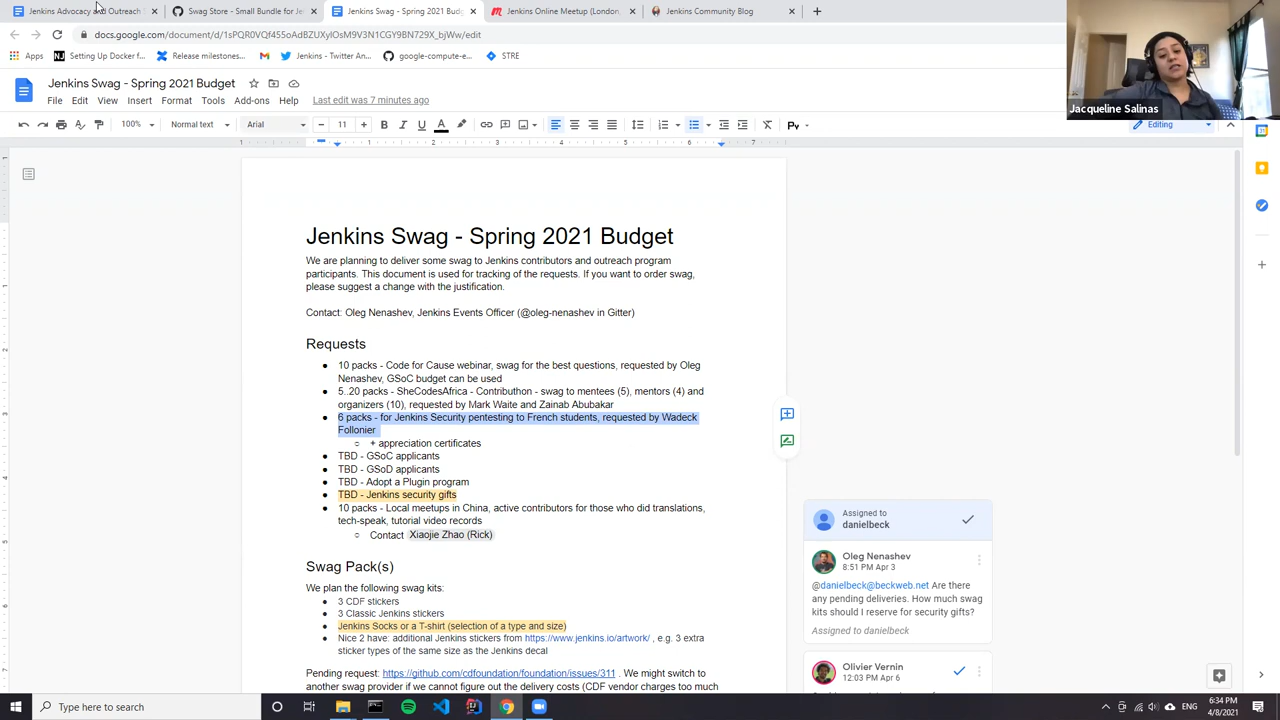 Jenkins Advocacy and Outreach
Swag Store - Small Bundle for Je
Jenkins Swag - Spring 2021 Budg
Jenkins Online Meetup (London,
Jenkins Community Blog
docs.google.com/document/d/1sPQR0VQf455oAdBZUXyIOsM9V3N1CGY9BN729X_bjWw/edit
Apps
Setting Up Docker f...
Release milestones...
Jenkins - Twitter An...
google-compute-e...
STRE
Jenkins Swag - Spring 2021 Budget
File Edit View Insert Format Tools Add-ons Help Last edit was 7 minutes ago
100% Normal text Arial 11
Editing
Jacqueline Salinas
1 1 2 3 4 5 6 7
Jenkins Swag - Spring 2021 Budget
We are planning to deliver some swag to Jenkins contributors and outreach program
participants. This document is used for tracking of the requests. If you want to order swag,
please suggest a change with the justification.
Contact: Oleg Nenashev, Jenkins Events Officer (@oleg-nenashev in Gitter)
Requests
● 10 packs - Code for Cause webinar, swag for the best questions, requested by Oleg
Nenashev, GSoC budget can be used
● 5..20 packs - SheCodesAfrica - Contributhon - swag to mentees (5), mentors (4) and
organizers (10), requested by Mark Waite and Zainab Abubakar
● 6 packs - for Jenkins Security pentesting to French students, requested by Wadeck
Follonier
○ + appreciation certificates
● TBD - GSoC applicants
● TBD - GSoD applicants
● TBD - Adopt a Plugin program
● TBD - Jenkins security gifts
● 10 packs - Local meetups in China, active contributors for those who did translations,
tech-speak, tutorial video records
○ Contact Xiaojie Zhao (Rick)
Swag Pack(s)
We plan the following swag kits:
● 3 CDF stickers
● 3 Classic Jenkins stickers
● Jenkins Socks or a T-shirt (selection of a type and size)
● Nice 2 have: additional Jenkins stickers from https://www.jenkins.io/artwork/ , e.g. 3 extra
sticker types of the same size as the Jenkins decal
Pending request: https://github.com/cdfoundation/foundation/issues/311 . We might switch to
another swag provider if we cannot figure out the delivery costs (CDF vendor charges too much
Assigned to
danielbeck
Oleg Nenashev
8:51 PM Apr 3
@danielbeck@beckweb.net Are there
any pending deliveries. How much swag
kits should I reserve for security gifts?
Assigned to danielbeck
Olivier Vernin
12:03 PM Apr 6
Type here to search
ENG
6:34 PM
4/8/2021